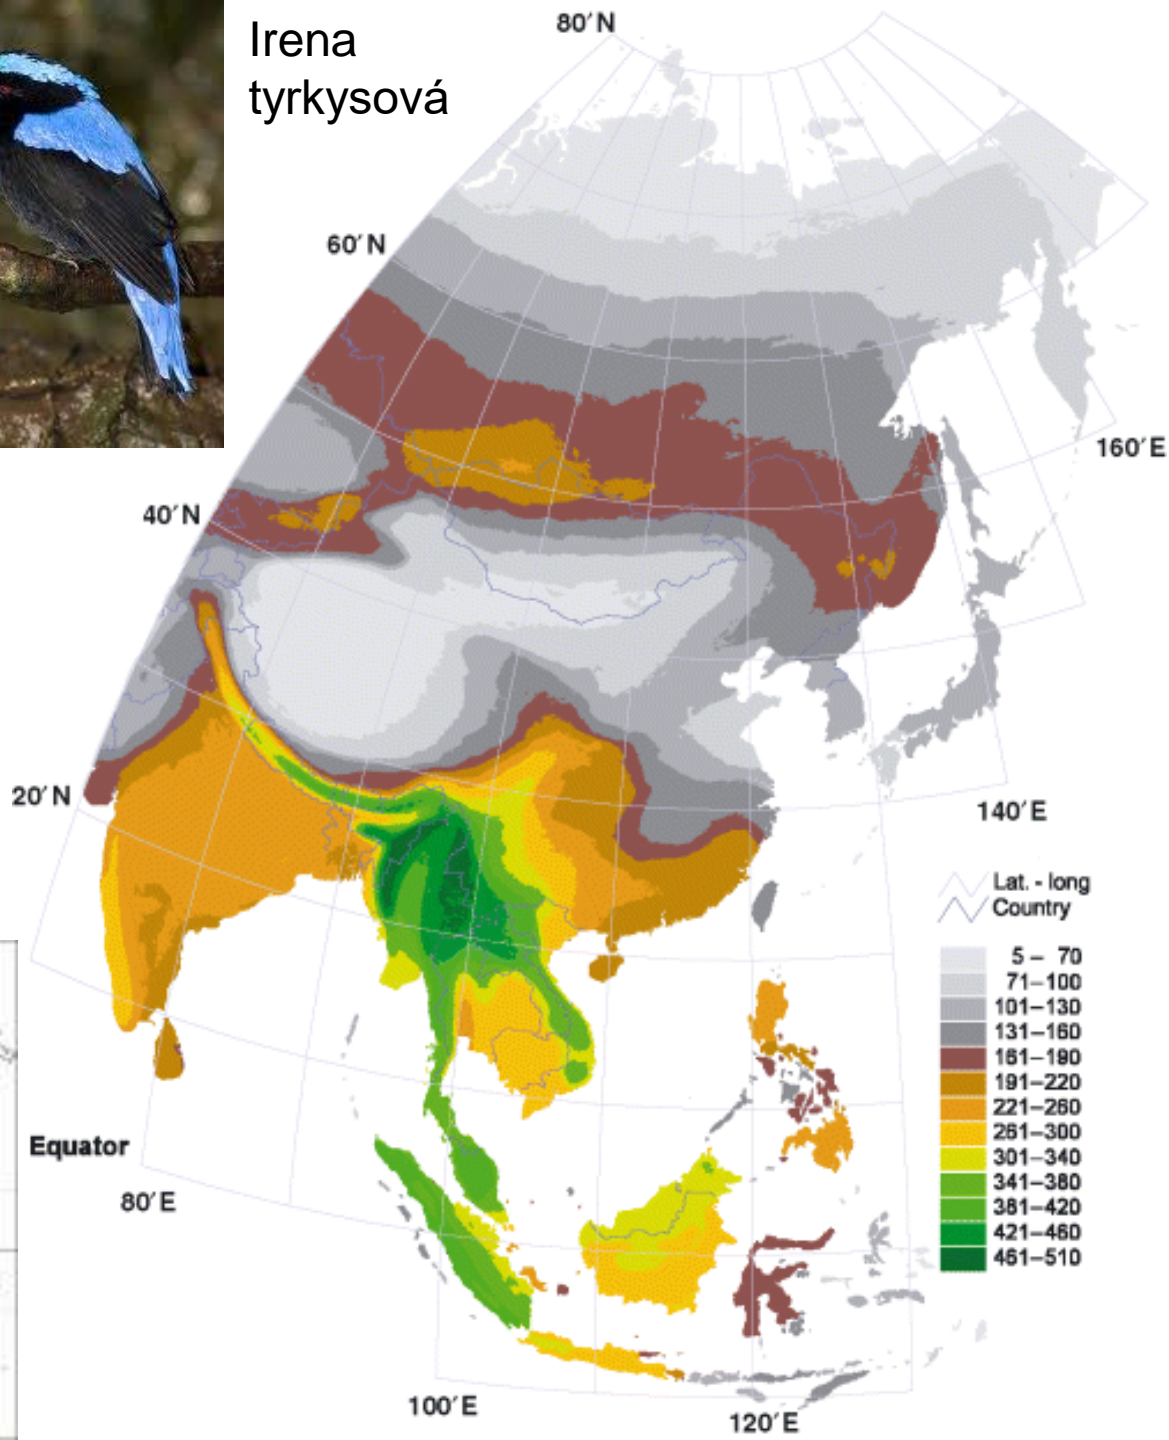 Irena
tyrkysová
80′ N
60′ N
160′ E
40′ N
20′ N
140′ E
Lat. - long
Country
5 – 70
71–100
101–130
131–160
161–190
191–220
221–260
261–300
301–340
341–380
381–420
421–460
461–510
Equator
80′ E
100′ E
120′ E